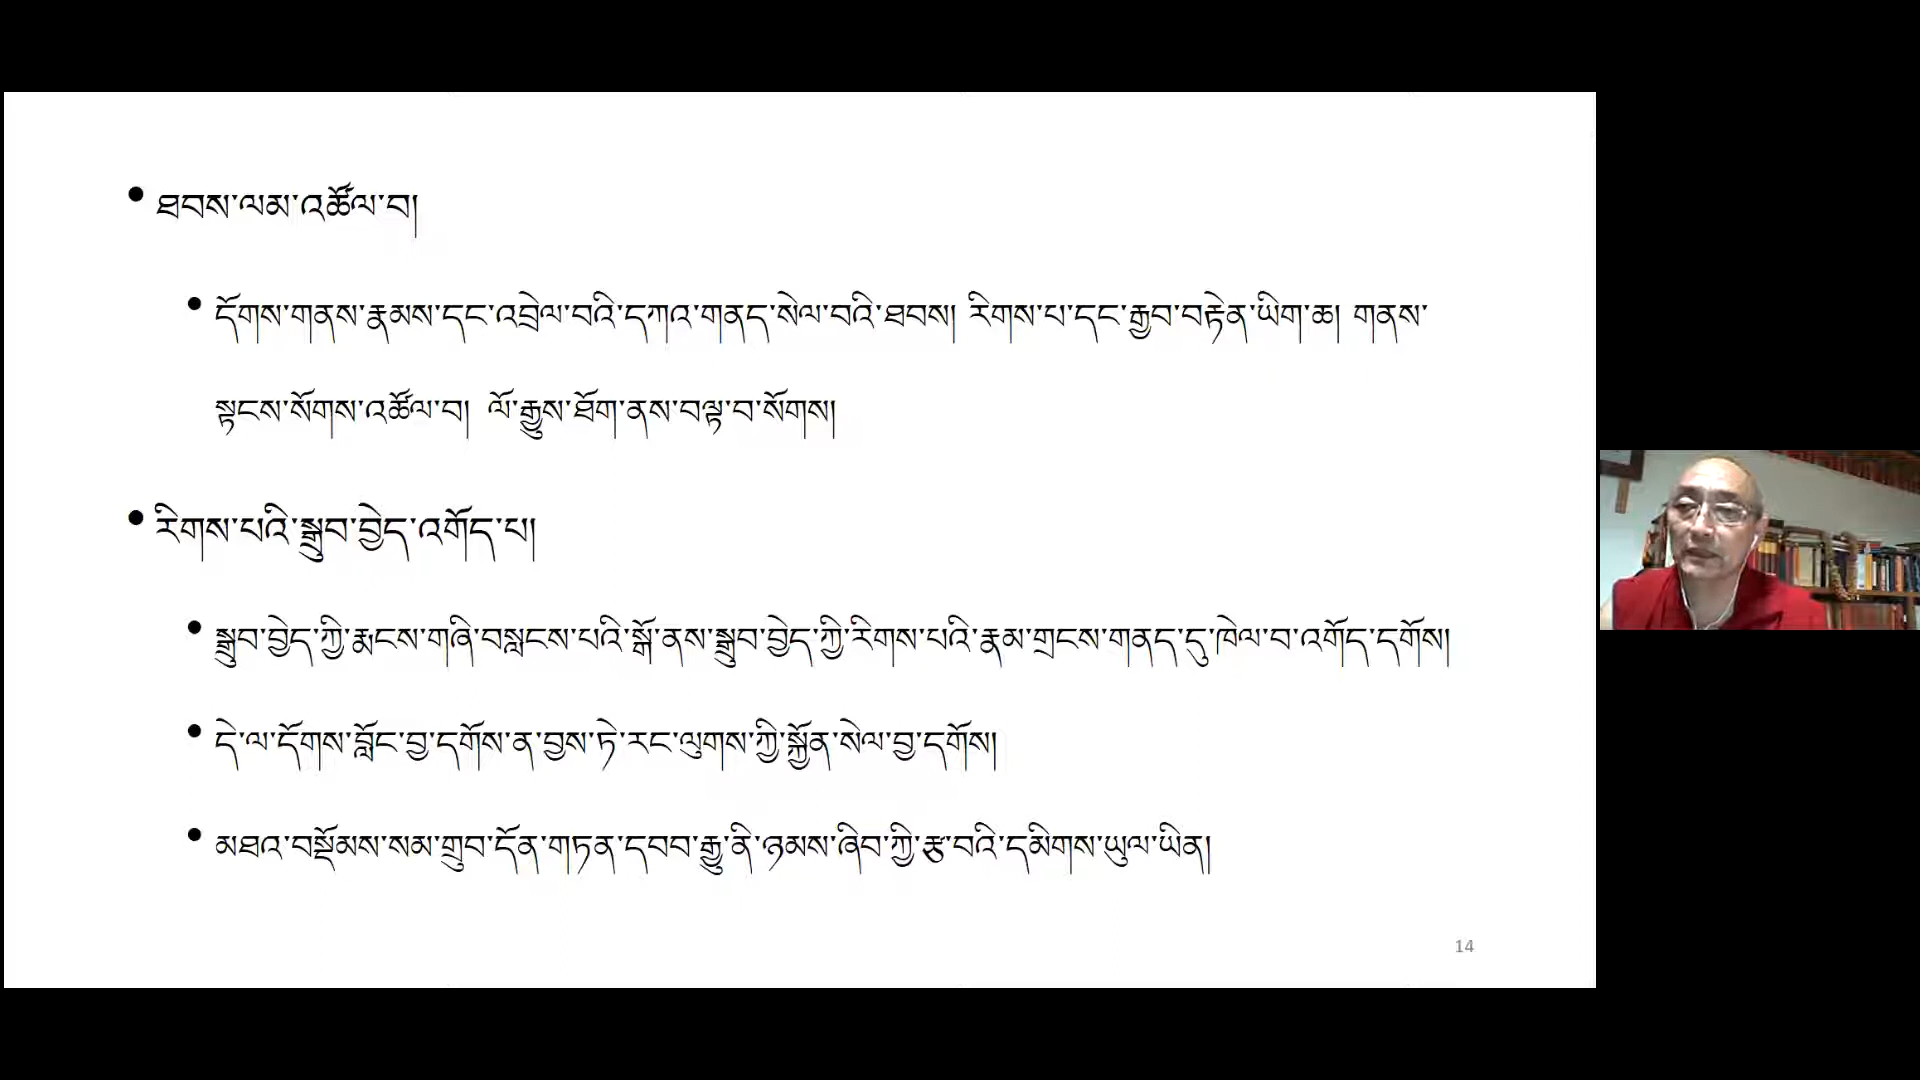 • ཐབས་ལམ་འཚོལ་བ།
• དོགས་གནས་རྣམས་དང་འབྲེལ་བའི་དཀའ་གནད་སེལ་བའི་ཐབས། རིགས་པ་དང་རྒྱབ་བརྟེན་ཡིག་ཆ། གནས་
སྟངས་སོགས་འཚོལ་བ། ལོ་རྒྱུས་ཐོག་ནས་བལྟ་བ་སོགས།
• རིགས་པའི་སྒྲུབ་བྱེད་འགོད་པ།
• སྒྲུབ་བྱེད་ཀྱི་རྨངས་གཞི་བསླངས་པའི་སྒོ་ནས་སྒྲུབ་བྱེད་ཀྱི་རིགས་པའི་རྣམ་གྲངས་གནད་དུ་ཁེལ་བ་འགོད་དགོས།
• དེ་ལ་དོགས་བློང་བྱ་དགོས་ན་བྱས་ཏེ་རང་ལུགས་ཀྱི་སྐྱོན་སེལ་བྱ་དགོས།
• མཐའ་བསྡོམས་སམ་གྲུབ་དོན་གཏན་དབབ་རྒྱུ་ནི་ཉམས་ཞིབ་ཀྱི་རྩ་བའི་དམིགས་ཡུལ་ཡིན།
14